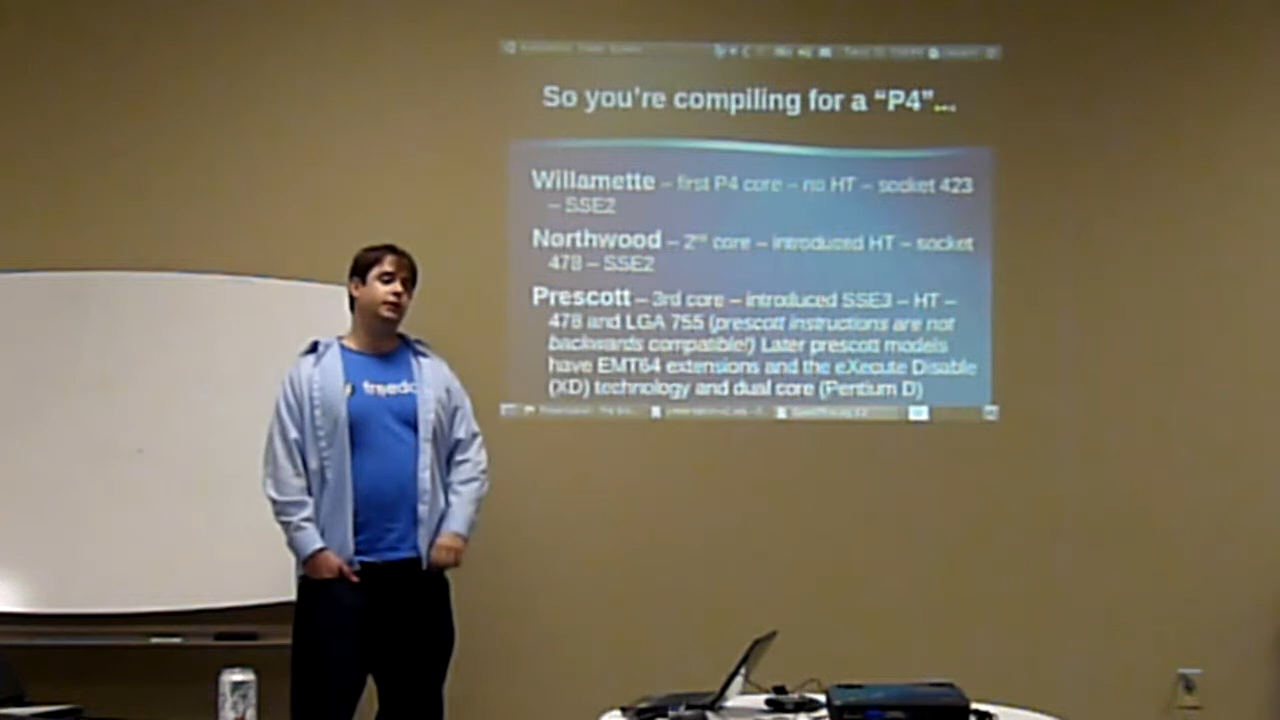 So you're compiling for a “P4”...
Willamette – first P4 core – no HT – socket 423
– SSE2
Northwood – 2nd core – introduced HT – socket
478 – SSE2
Prescott – 3rd core – introduced SSE3 – HT –
478 and LGA 755 (prescott instructions are not
backwards compatible!) Later prescott models
have EMT64 extensions and the eXecute Disable
(XD) technology and dual core (Pentium D)
freedo